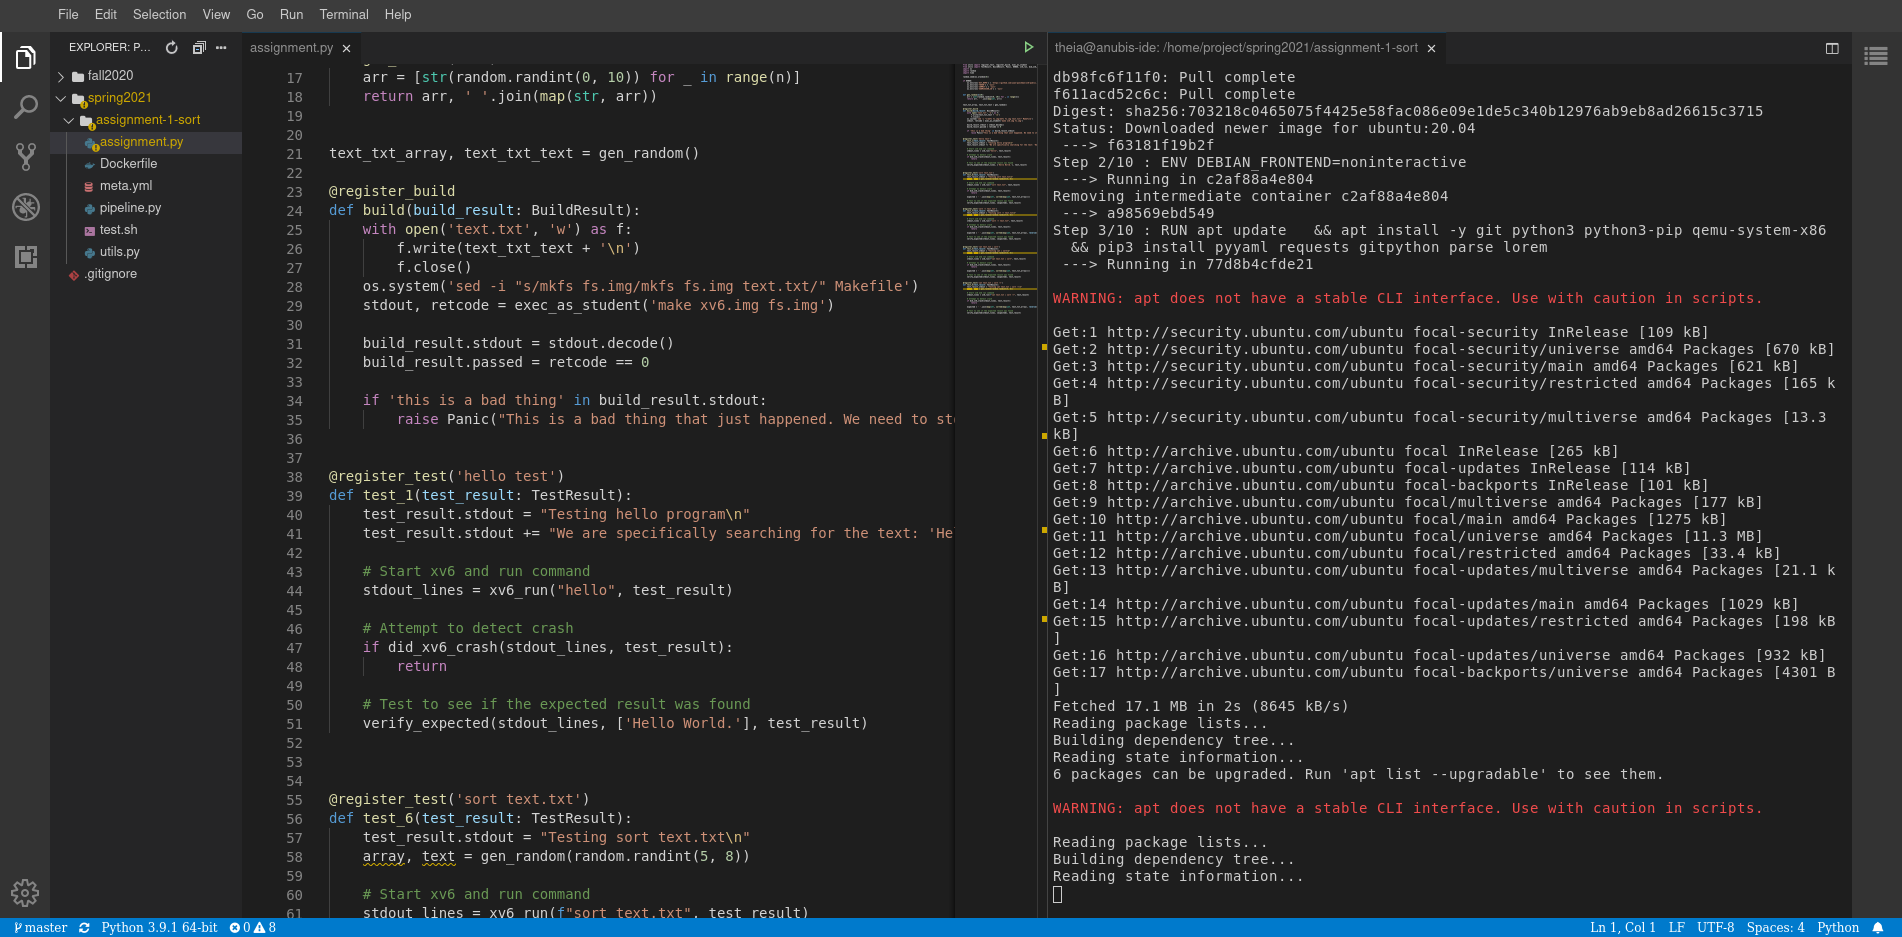 File Edit Selection View Go Run Terminal Help
EXPLORER: P...
fall2020
spring2021
assignment-1-sort
assignment.py
Dockerfile
meta.yml
pipeline.py
test.sh
utils.py
.gitignore
assignment.py
17 arr = [str(random.randint(0, 10)) for _ in range(n)]
18 return arr, ' '.join(map(str, arr))
19
20
21 text_txt_array, text_txt_text = gen_random()
22
23 @register_build
24 def build(build_result: BuildResult):
25 with open('text.txt', 'w') as f:
26 f.write(text_txt_text + '\n')
27 f.close()
28 os.system('sed -i "s/mkfs fs.img/mkfs fs.img text.txt/" Makefile')
29 stdout, retcode = exec_as_student('make xv6.img fs.img')
30
31 build_result.stdout = stdout.decode()
32 build_result.passed = retcode == 0
33
34 if 'this is a bad thing' in build_result.stdout:
35 raise Panic("This is a bad thing that just happened. We need to st
36
37
38 @register_test('hello test')
39 def test_1(test_result: TestResult):
40 test_result.stdout = "Testing hello program\n"
41 test_result.stdout += "We are specifically searching for the text: 'He
42
43 # Start xv6 and run command
44 stdout_lines = xv6_run("hello", test_result)
45
46 # Attempt to detect crash
47 if did_xv6_crash(stdout_lines, test_result):
48 return
49
50 # Test to see if the expected result was found
51 verify_expected(stdout_lines, ['Hello World.'], test_result)
52
53
54
55 @register_test('sort text.txt')
56 def test_6(test_result: TestResult):
57 test_result.stdout = "Testing sort text.txt\n"
58 array, text = gen_random(random.randint(5, 8))
59
60 # Start xv6 and run command
61 stdout_lines = xv6_run(f"sort text.txt", test_result)
theia@anubis-ide: /home/project/spring2021/assignment-1-sort
db98fc6f11f0: Pull complete
f611acd52c6c: Pull complete
Digest: sha256:703218c0465075f4425e58fac086e09e1de5c340b12976ab9eb8ad26615c3715
Status: Downloaded newer image for ubuntu:20.04
---> f63181f19b2f
Step 2/10 : ENV DEBIAN_FRONTEND=noninteractive
---> Running in c2af88a4e804
Removing intermediate container c2af88a4e804
---> a98569ebd549
Step 3/10 : RUN apt update && apt install -y git python3 python3-pip qemu-system-x86
&& pip3 install pyyaml requests gitpython parse lorem
---> Running in 77d8b4cfde21
WARNING: apt does not have a stable CLI interface. Use with caution in scripts.
Get:1 http://security.ubuntu.com/ubuntu focal-security InRelease [109 kB]
Get:2 http://security.ubuntu.com/ubuntu focal-security/universe amd64 Packages [670 kB]
Get:3 http://security.ubuntu.com/ubuntu focal-security/main amd64 Packages [621 kB]
Get:4 http://security.ubuntu.com/ubuntu focal-security/restricted amd64 Packages [165 k
B]
Get:5 http://security.ubuntu.com/ubuntu focal-security/multiverse amd64 Packages [13.3
kB]
Get:6 http://archive.ubuntu.com/ubuntu focal InRelease [265 kB]
Get:7 http://archive.ubuntu.com/ubuntu focal-updates InRelease [114 kB]
Get:8 http://archive.ubuntu.com/ubuntu focal-backports InRelease [101 kB]
Get:9 http://archive.ubuntu.com/ubuntu focal/multiverse amd64 Packages [177 kB]
Get:10 http://archive.ubuntu.com/ubuntu focal/main amd64 Packages [1275 kB]
Get:11 http://archive.ubuntu.com/ubuntu focal/universe amd64 Packages [11.3 MB]
Get:12 http://archive.ubuntu.com/ubuntu focal/restricted amd64 Packages [33.4 kB]
Get:13 http://archive.ubuntu.com/ubuntu focal-updates/multiverse amd64 Packages [21.1 k
B]
Get:14 http://archive.ubuntu.com/ubuntu focal-updates/main amd64 Packages [1029 kB]
Get:15 http://archive.ubuntu.com/ubuntu focal-updates/restricted amd64 Packages [198 kB
]
Get:16 http://archive.ubuntu.com/ubuntu focal-updates/universe amd64 Packages [932 kB]
Get:17 http://archive.ubuntu.com/ubuntu focal-backports/universe amd64 Packages [4301 B
]
Fetched 17.1 MB in 2s (8645 kB/s)
Reading package lists...
Building dependency tree...
Reading state information...
6 packages can be upgraded. Run 'apt list --upgradable' to see them.
WARNING: apt does not have a stable CLI interface. Use with caution in scripts.
Reading package lists...
Building dependency tree...
Reading state information...
master Python 3.9.1 64-bit 0 8 Ln 1, Col 1 LF UTF-8 Spaces: 4 Python